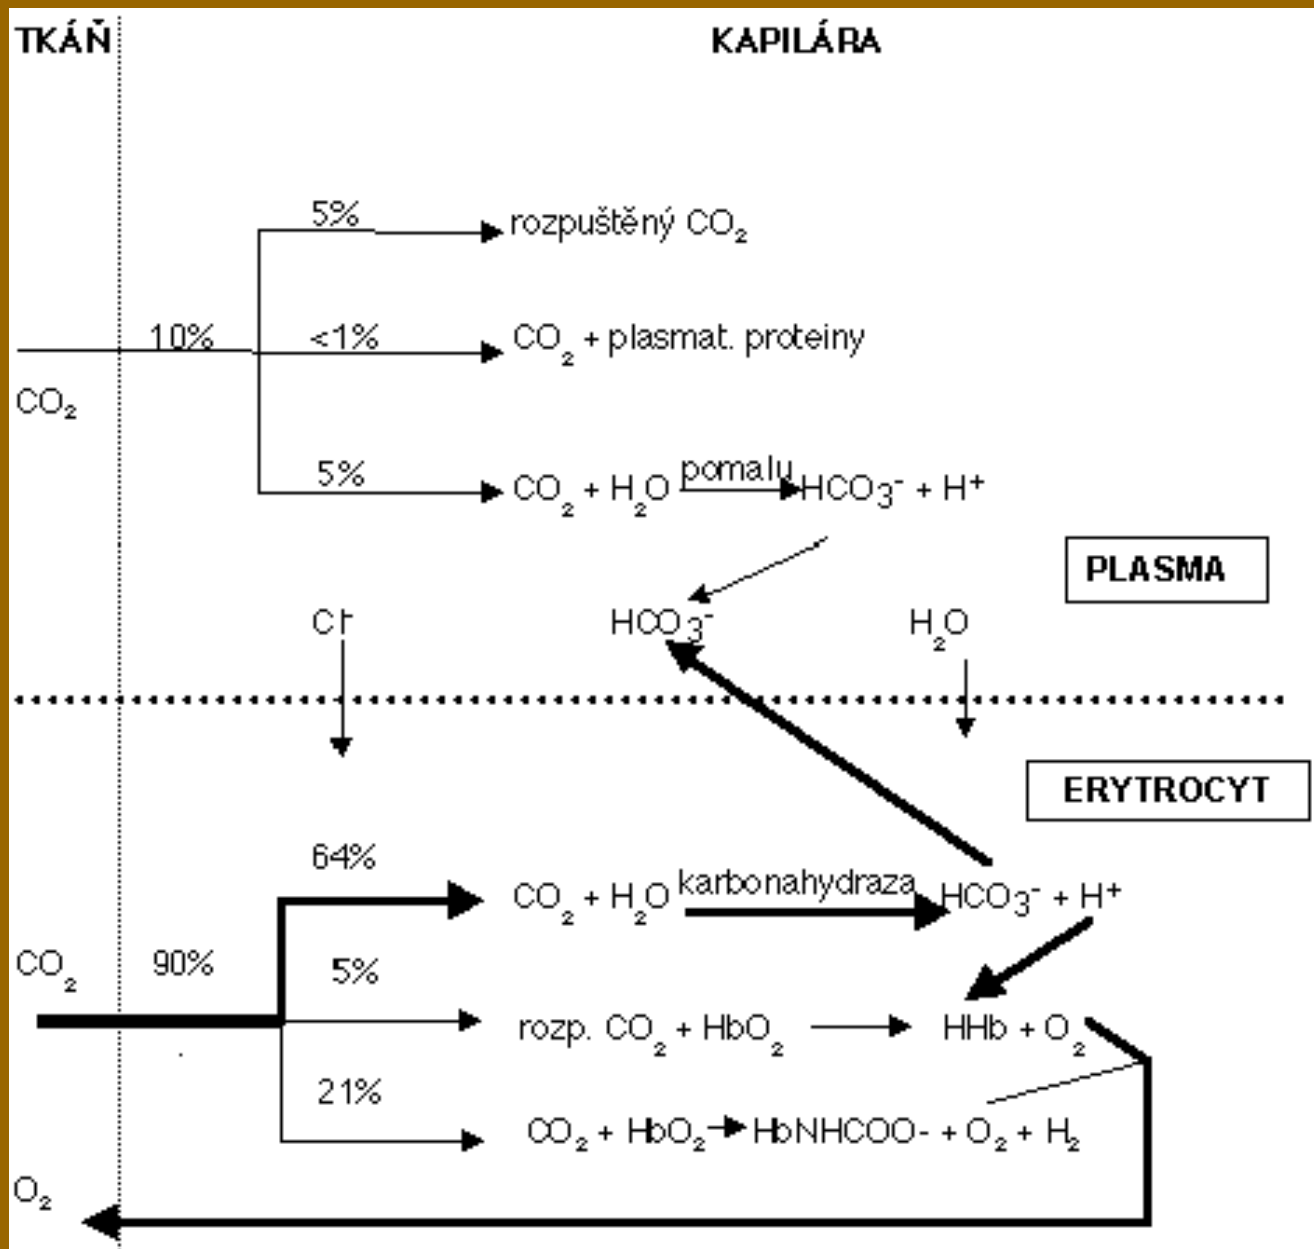 TKÁŇ KAPILÁRA
5% rozpuštěný CO₂
10% <1% CO₂ + plasmat. proteiny
CO₂
5% CO₂ + H₂O pomalu HCO₃⁻ + H⁺
PLASMA
Cl⁻ HCO₃⁻ H₂O
ERYTROCYT
64% CO₂ + H₂O karbonahydraza HCO₃⁻ + H⁺
CO₂ 90% 5%
rozp. CO₂ + HbO₂ HHb + O₂
21% CO₂ + HbO₂ HbNHCOO- + O₂ + H₂
O₂